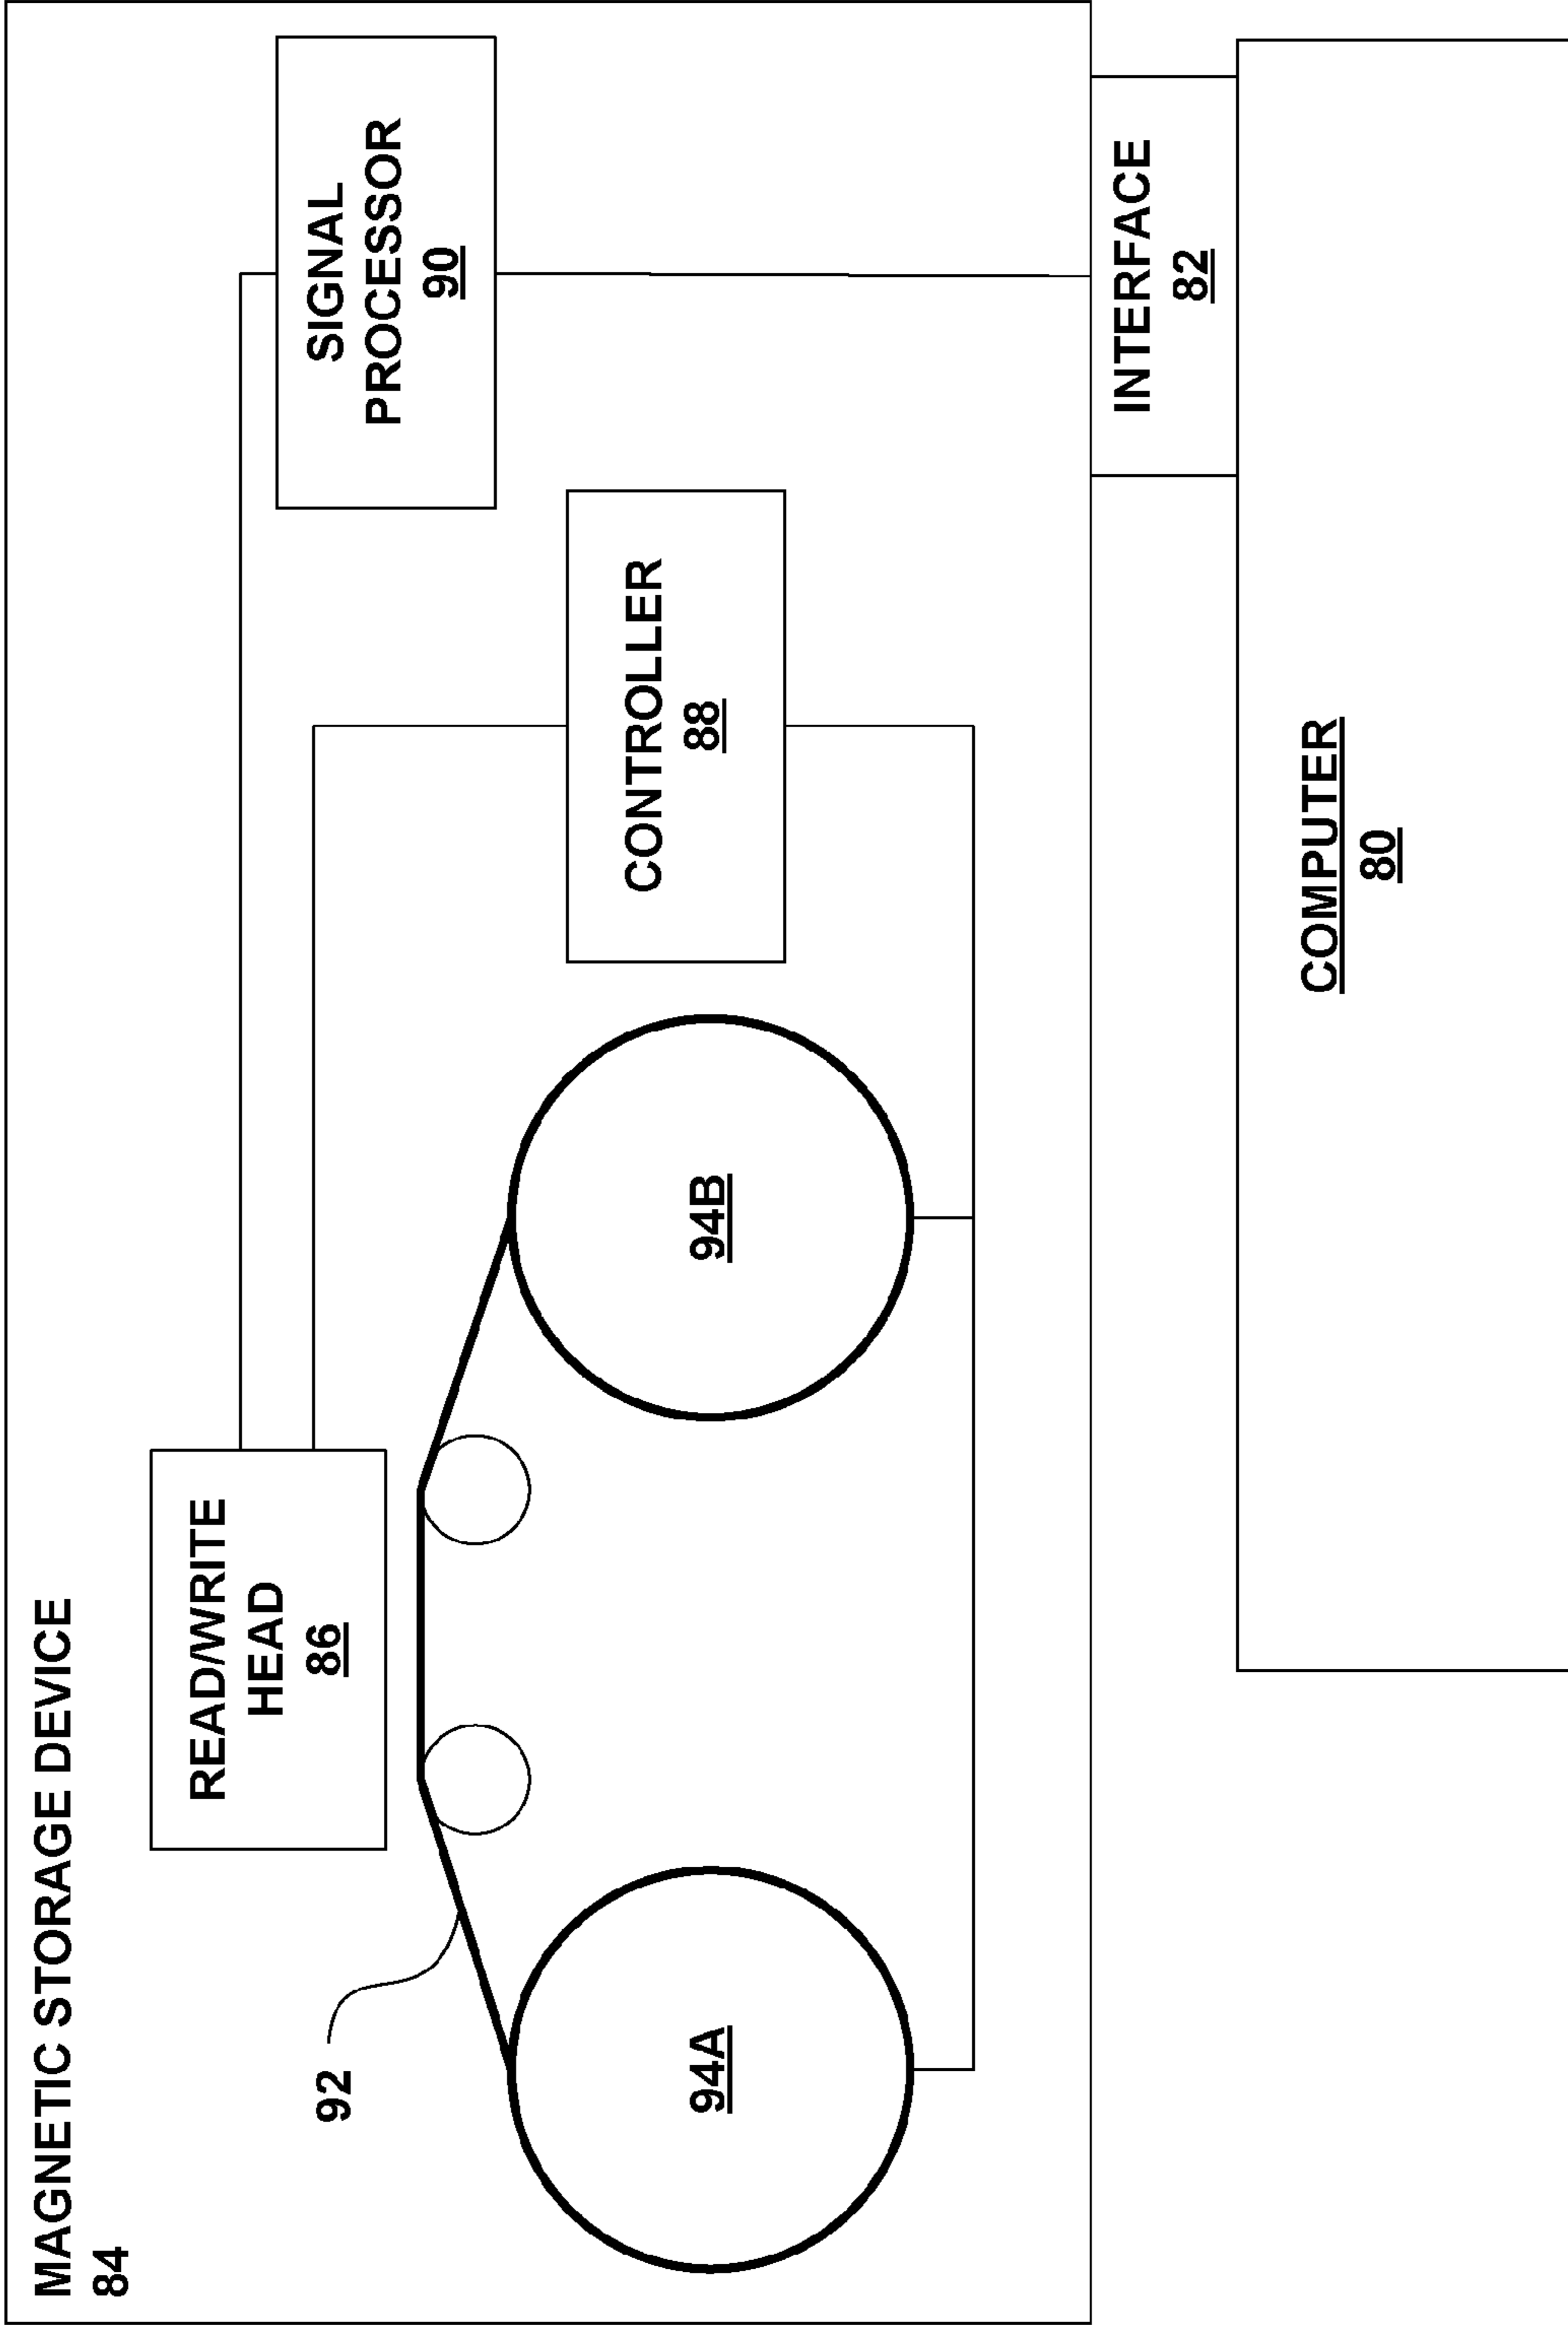 MAGNETIC STORAGE DEVICE
84
READ/WRITE
HEAD
86
SIGNAL
PROCESSOR
90
92
CONTROLLER
88
94A
94B
INTERFACE
82
COMPUTER
80